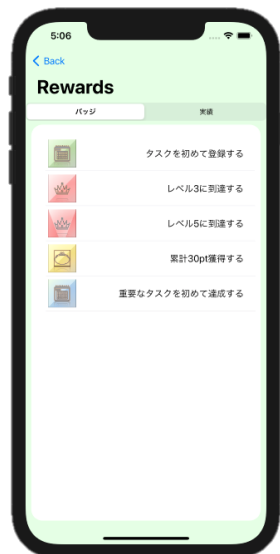 5:06
Back
Rewards
バッジ
実績
タスクを初めて登録する
レベル3に到達する
レベル5に到達する
累計30pt獲得する
重要なタスクを初めて達成する